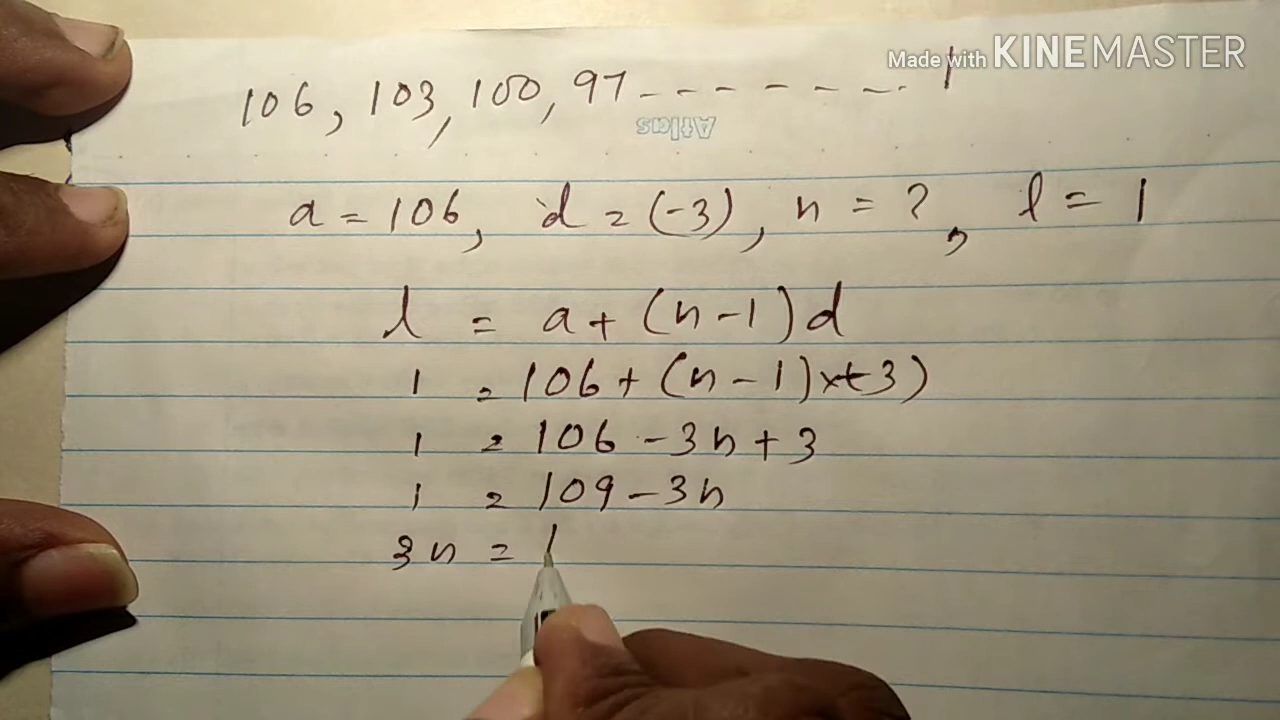 Made with KINEMASTER
106, 103, 100, 97 - - - - - - - . 1
Atlas
a = 106, d = (-3), n = ?, l = 1
l = a + (n - 1) d
1 = 106 + (n - 1) × (-3)
1 = 106 - 3n + 3
1 = 109 - 3n
3n = 1